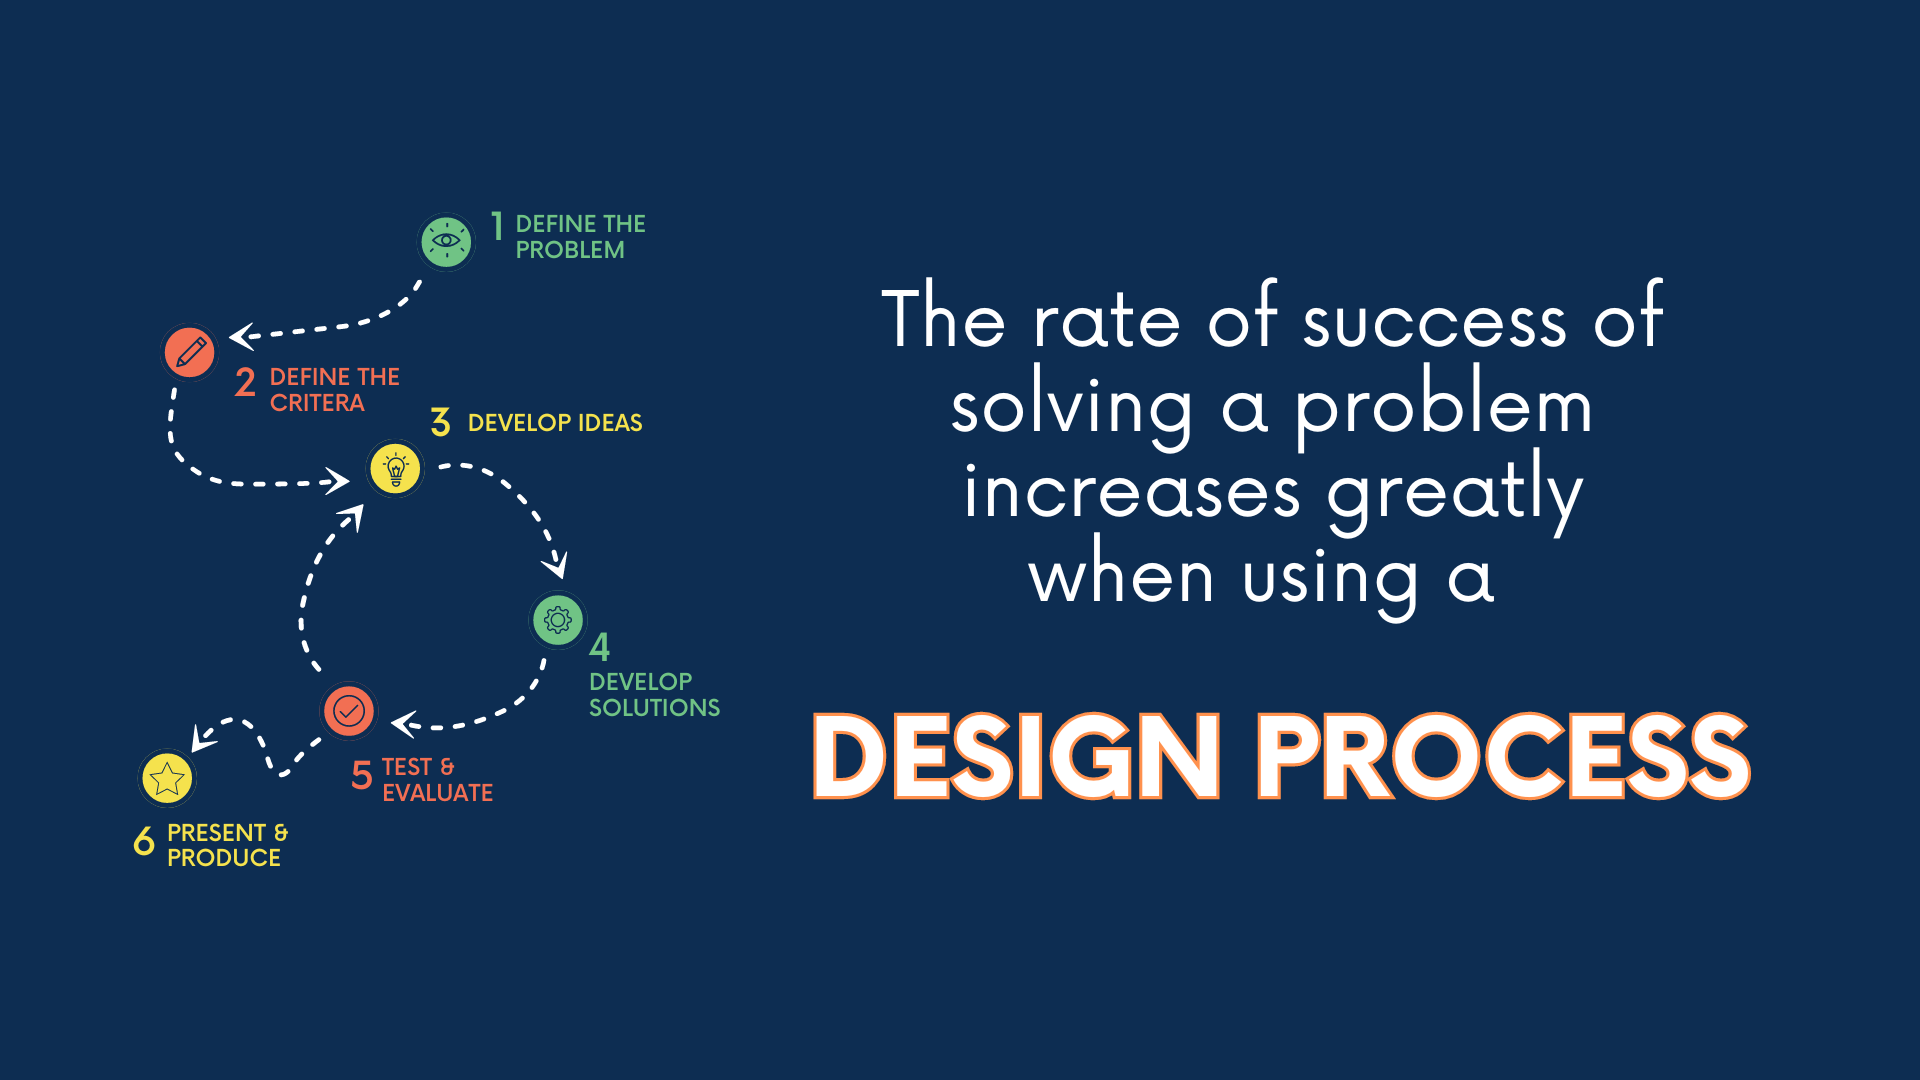 1 DEFINE THE
PROBLEM
2 DEFINE THE
CRITERA
3 DEVELOP IDEAS
4
DEVELOP
SOLUTIONS
5 TEST &
EVALUATE
6 PRESENT &
PRODUCE
The rate of success of
solving a problem
increases greatly
when using a
DESIGN PROCESS